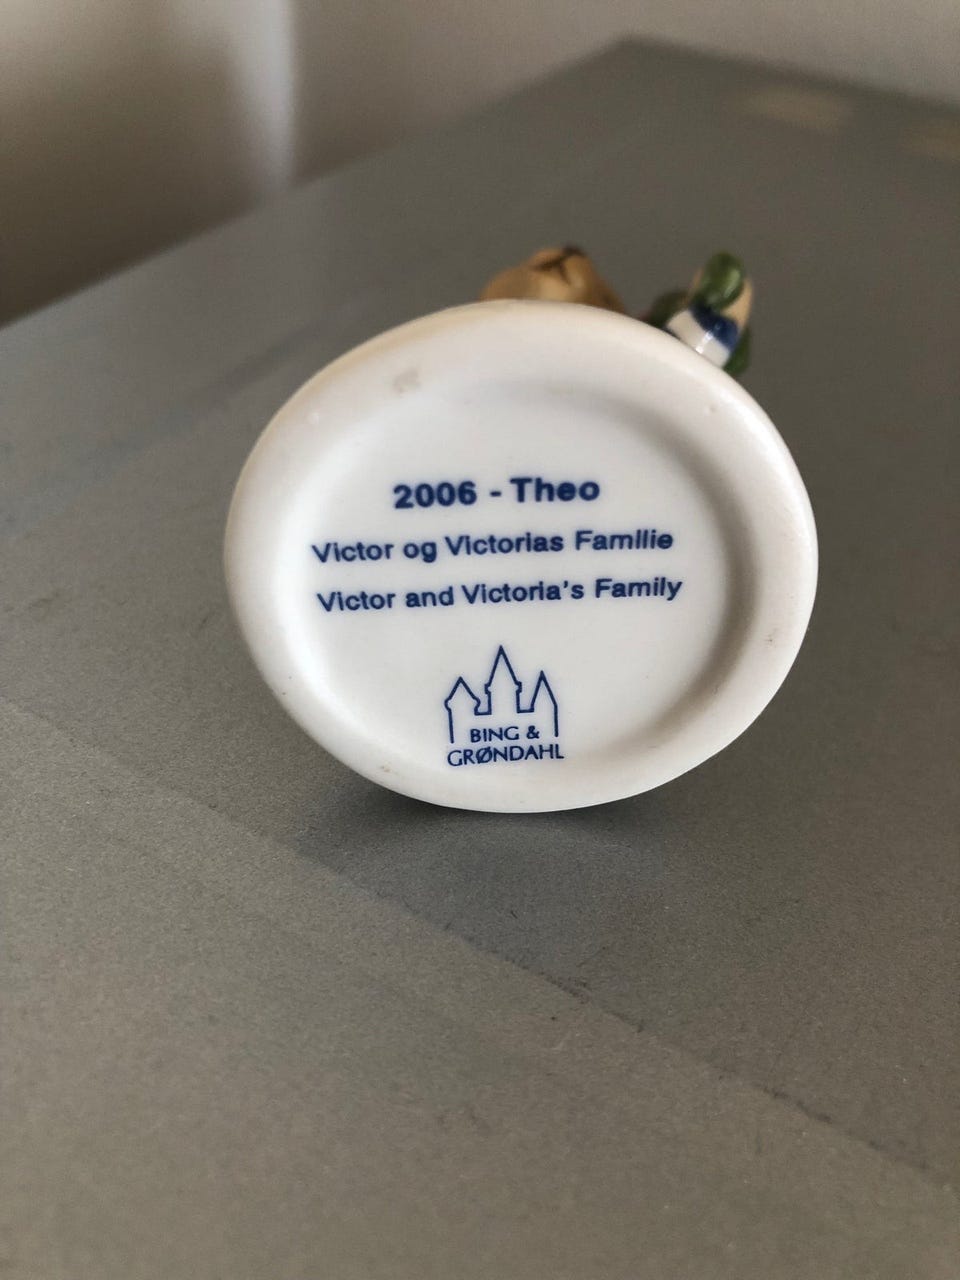 2006 - Theo
Victor og Victorias Familie
Victor and Victoria's Family
BING &
GRØNDAHL